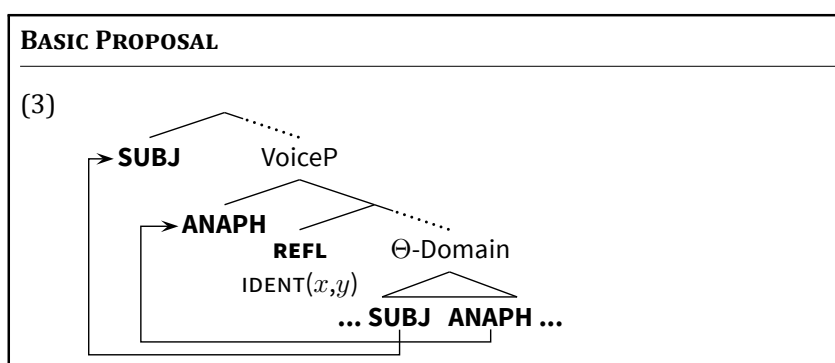 BASIC PROPOSAL
(3)
SUBJ VoiceP
ANAPH
REFL Θ-Domain
IDENT(x,y)
... SUBJ ANAPH ...